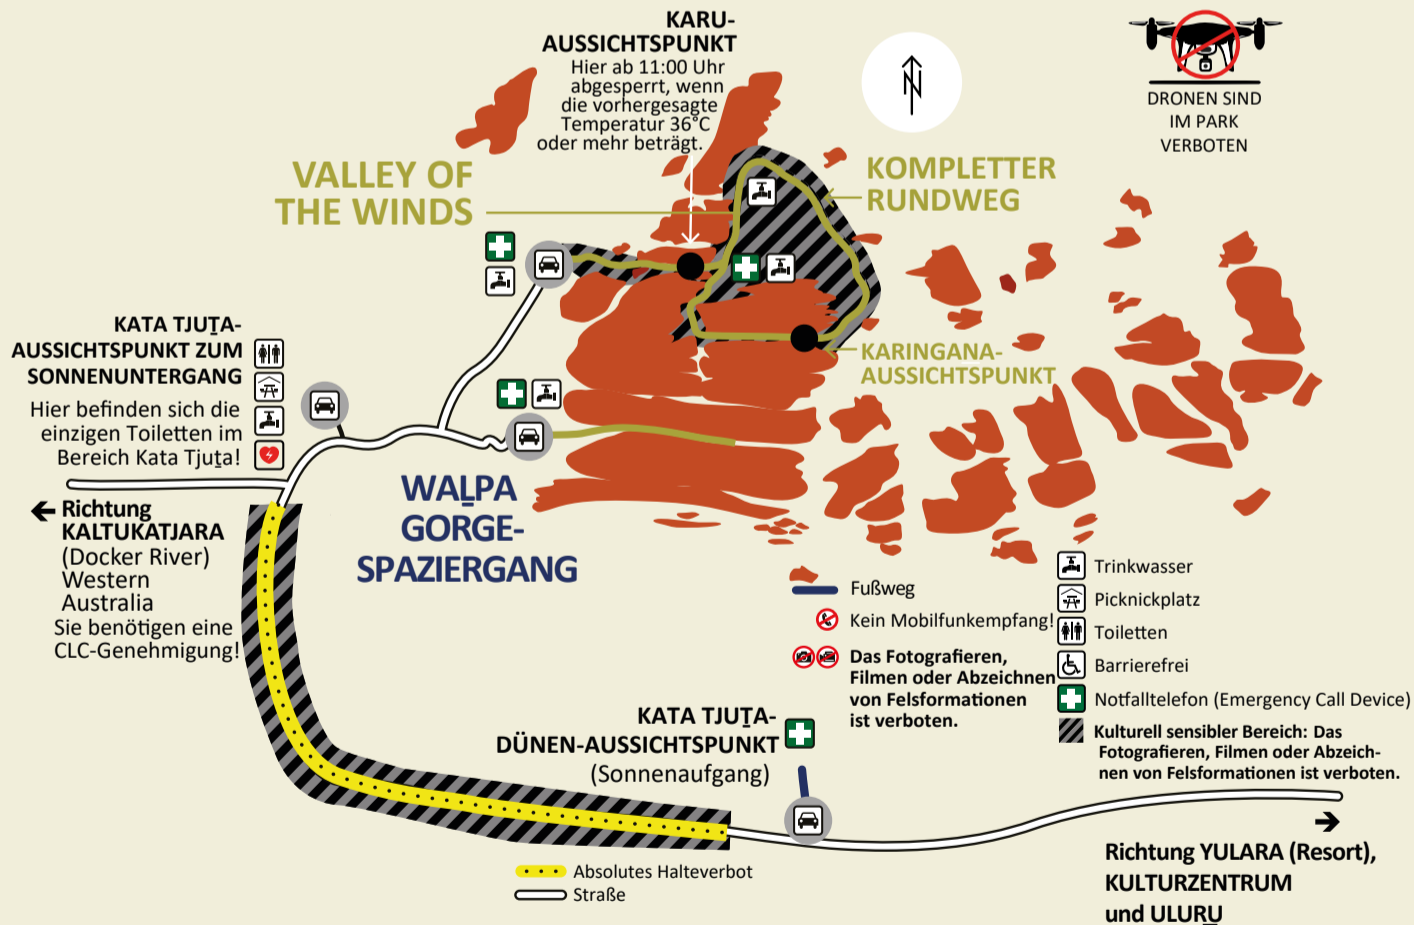 KARU-
AUSSICHTSPUNKT
Hier ab 11:00 Uhr
abgesperrt, wenn
die vorhergesagte
Temperatur 36°C
oder mehr beträgt.
N
DRONEN SIND
IM PARK
VERBOTEN
VALLEY OF
THE WINDS
KOMPLETTER
RUNDWEG
KATA TJUṮA-
AUSSICHTSPUNKT ZUM
SONNENUNTERGANG
Hier befinden sich die
einzigen Toiletten im
Bereich Kata Tjuṯa!
KARINGANA-
AUSSICHTSPUNKT
Richtung
KALTUKATJARA
(Docker River)
Western
Australia
Sie benötigen eine
CLC-Genehmigung!
WAḺPA
GORGE-
SPAZIERGANG
Fußweg
Kein Mobilfunkempfang!
Das Fotografieren,
Filmen oder Abzeichnen
von Felsformationen
ist verboten.
Trinkwasser
Picknickplatz
Toiletten
Barrierefrei
Notfalltelefon (Emergency Call Device)
Kulturell sensibler Bereich: Das
Fotografieren, Filmen oder Abzeich-
nen von Felsformationen ist verboten.
KATA TJUṮA-
DÜNEN-AUSSICHTSPUNKT
(Sonnenaufgang)
Absolutes Halteverbot
Straße
Richtung YULARA (Resort),
KULTURZENTRUM
und ULURU̱